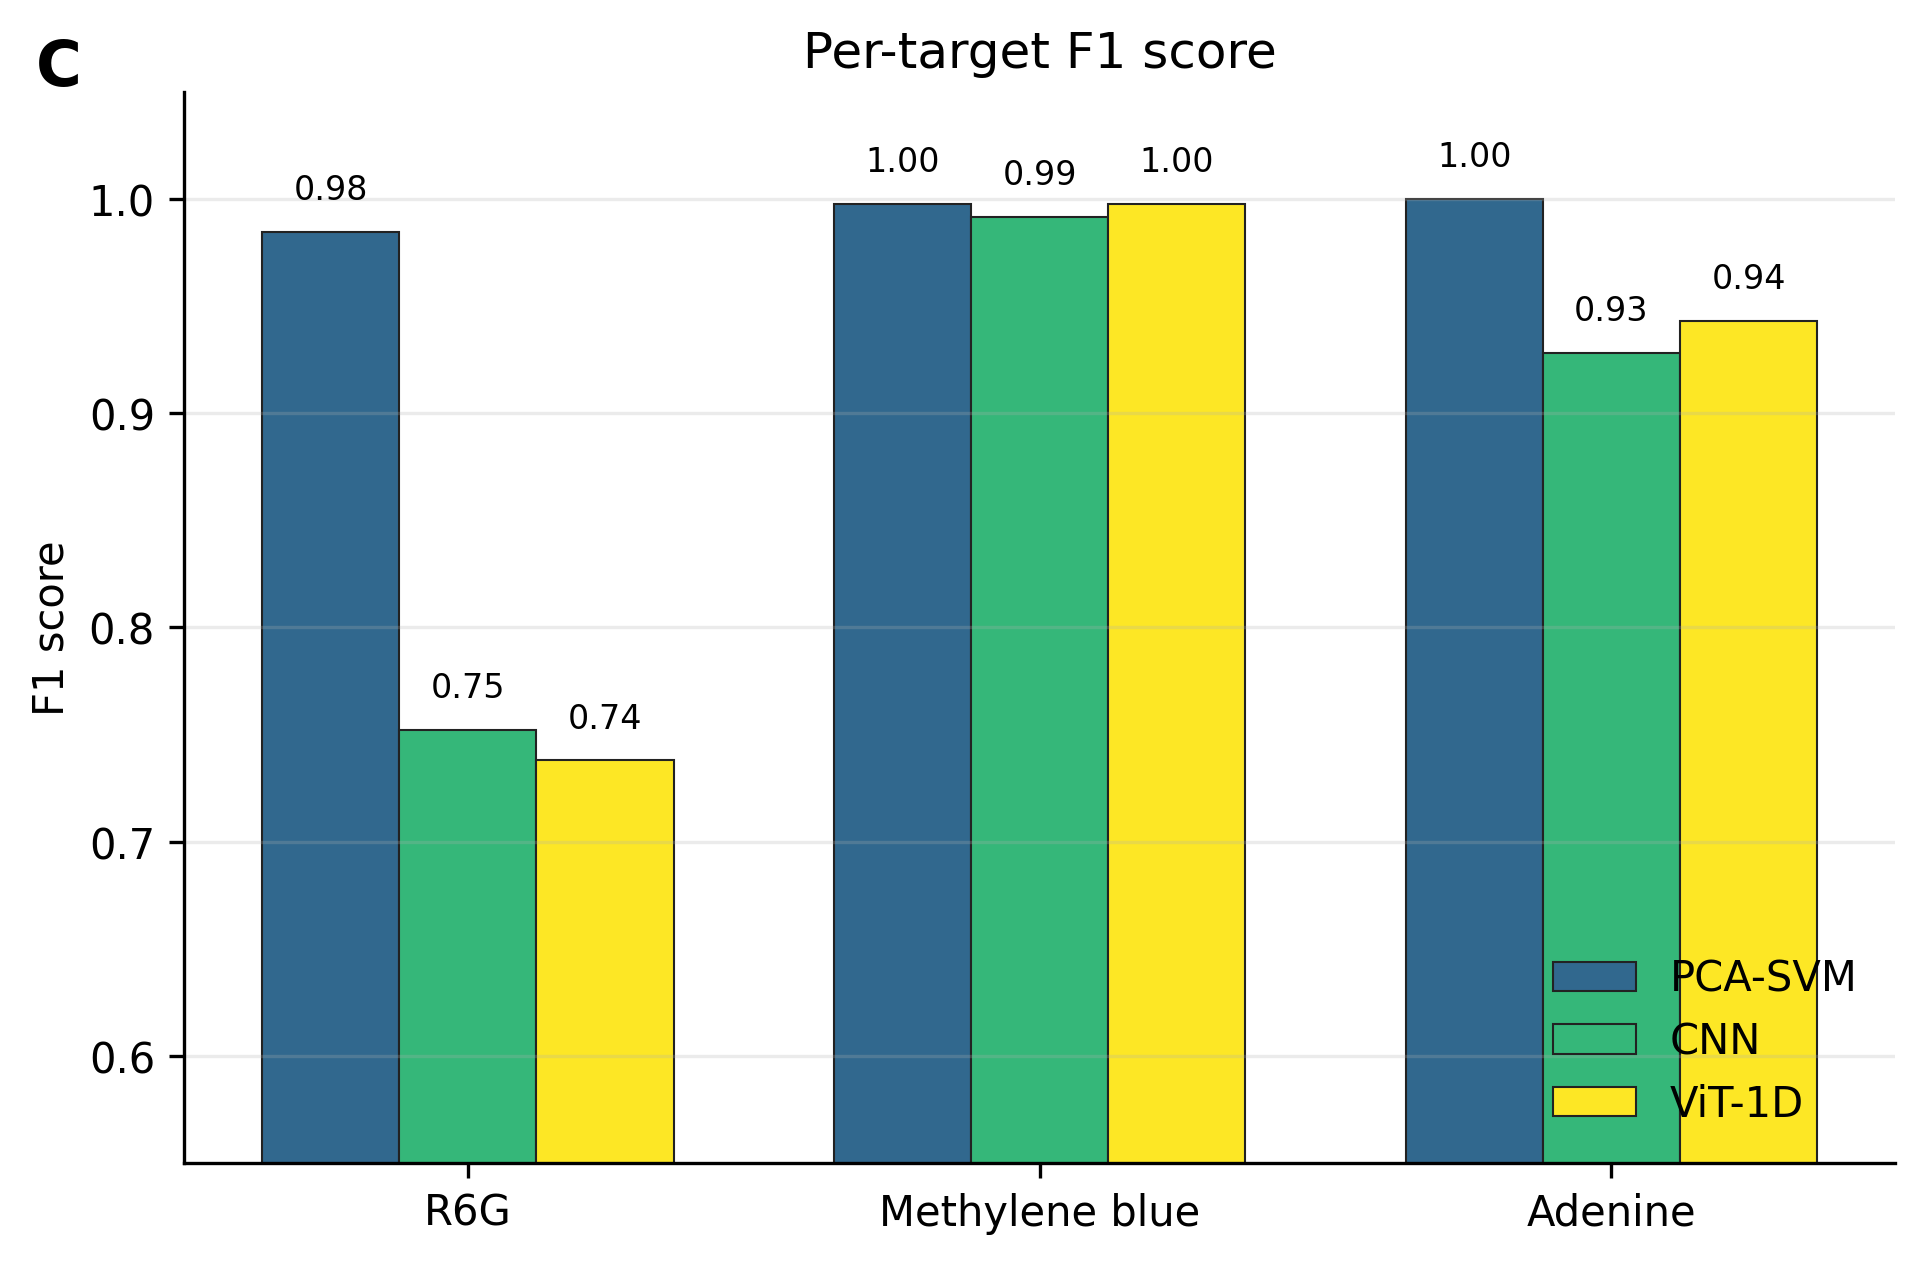 C
Per-target F1 score
F1 score
1.0
0.9
0.8
0.7
0.6
0.98
0.75
0.74
1.00
0.99
1.00
1.00
0.93
0.94
PCA-SVM
CNN
ViT-1D
R6G
Methylene blue
Adenine